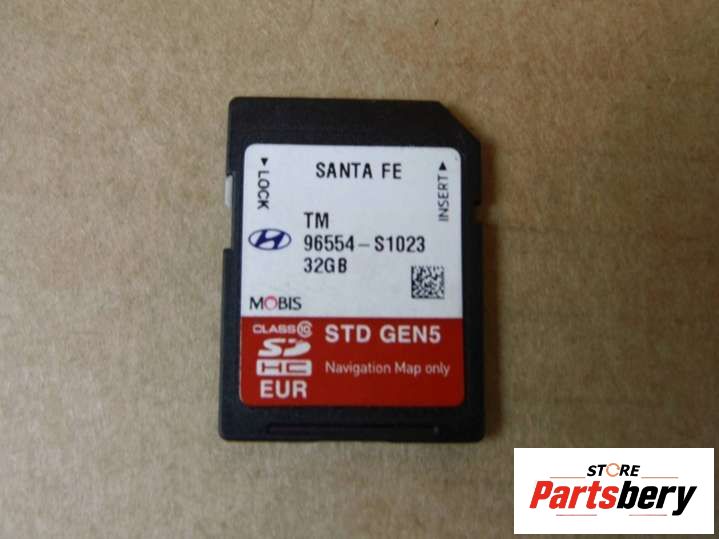 SANTA FE
LOCK
INSERT
TM
96554-S1023
32GB
MOBIS
CLASS 10
SD
HC
EUR
STD GEN5
Navigation Map only
STORE
Partsbery